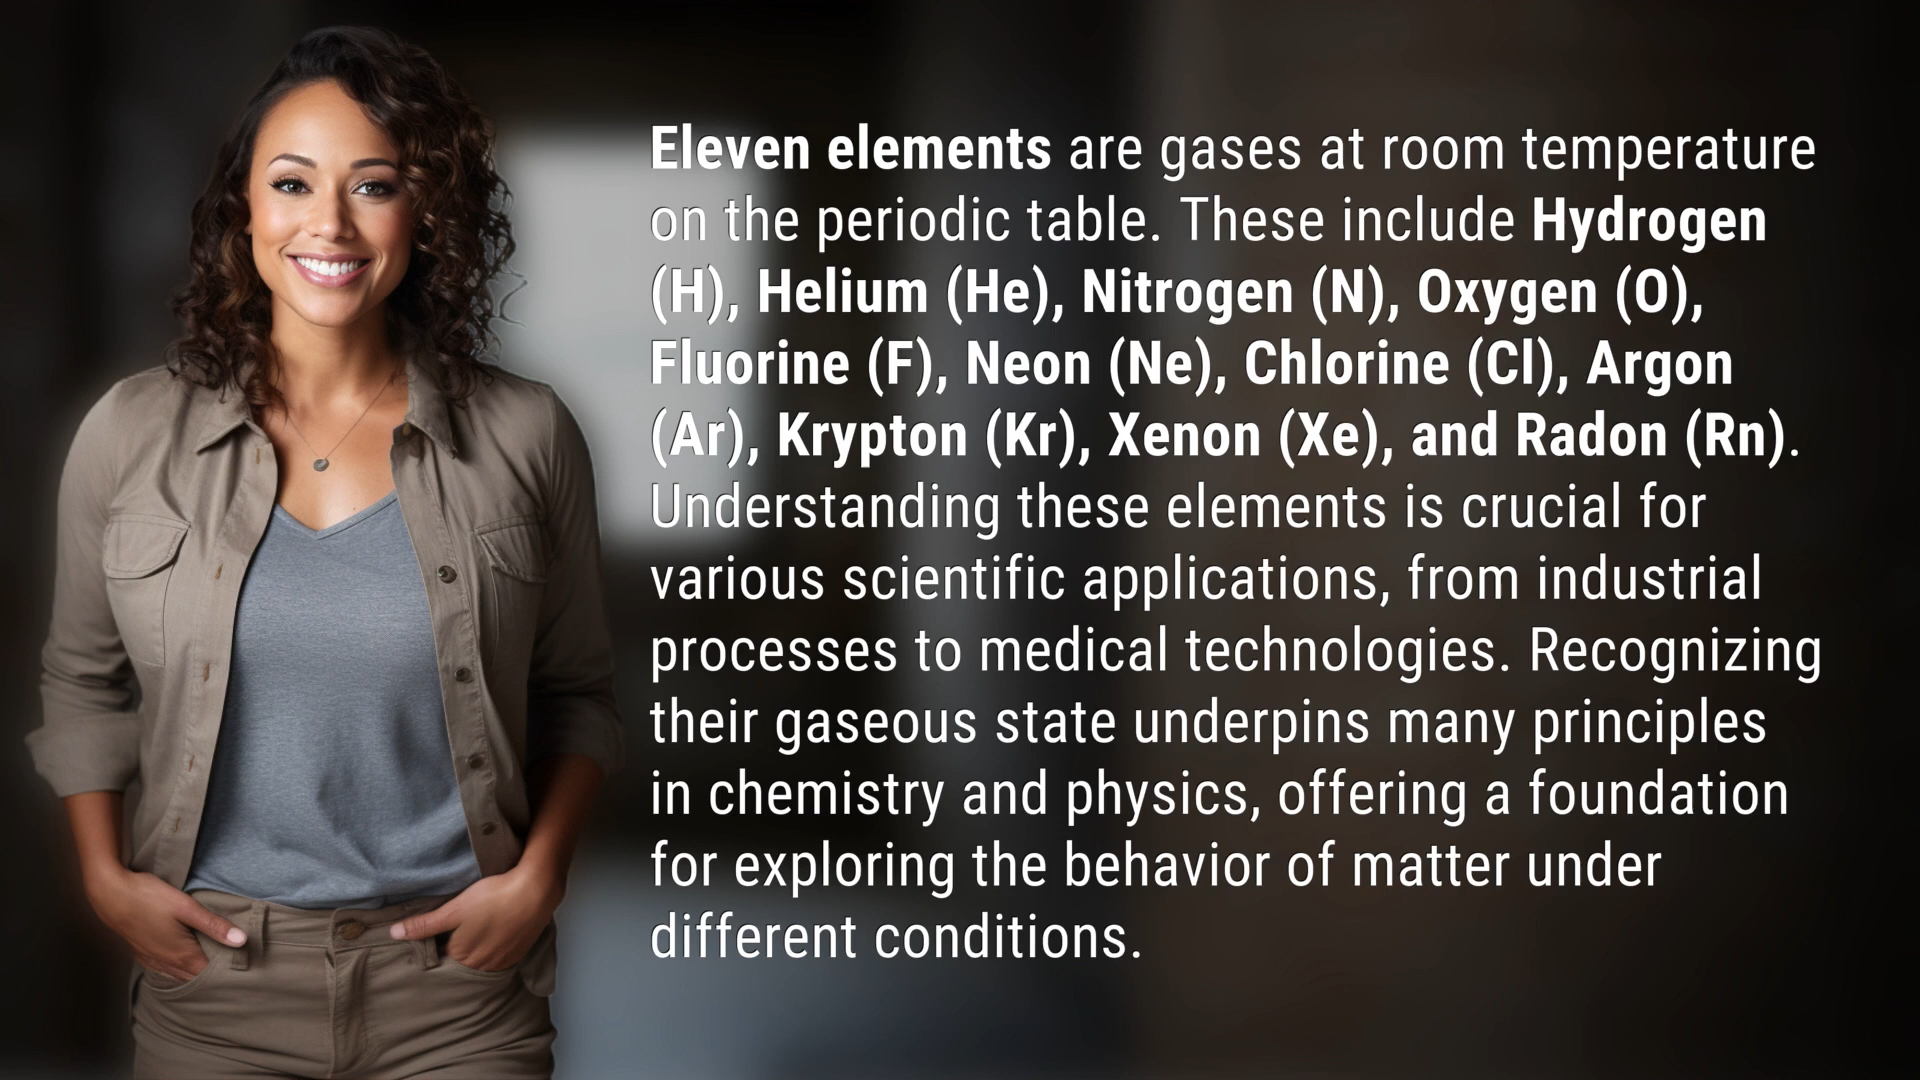 Eleven elements are gases at room temperature
on the periodic table. These include Hydrogen
(H), Helium (He), Nitrogen (N), Oxygen (O),
Fluorine (F), Neon (Ne), Chlorine (Cl), Argon
(Ar), Krypton (Kr), Xenon (Xe), and Radon (Rn).
Understanding these elements is crucial for
various scientific applications, from industrial
processes to medical technologies. Recognizing
their gaseous state underpins many principles
in chemistry and physics, offering a foundation
for exploring the behavior of matter under
different conditions.